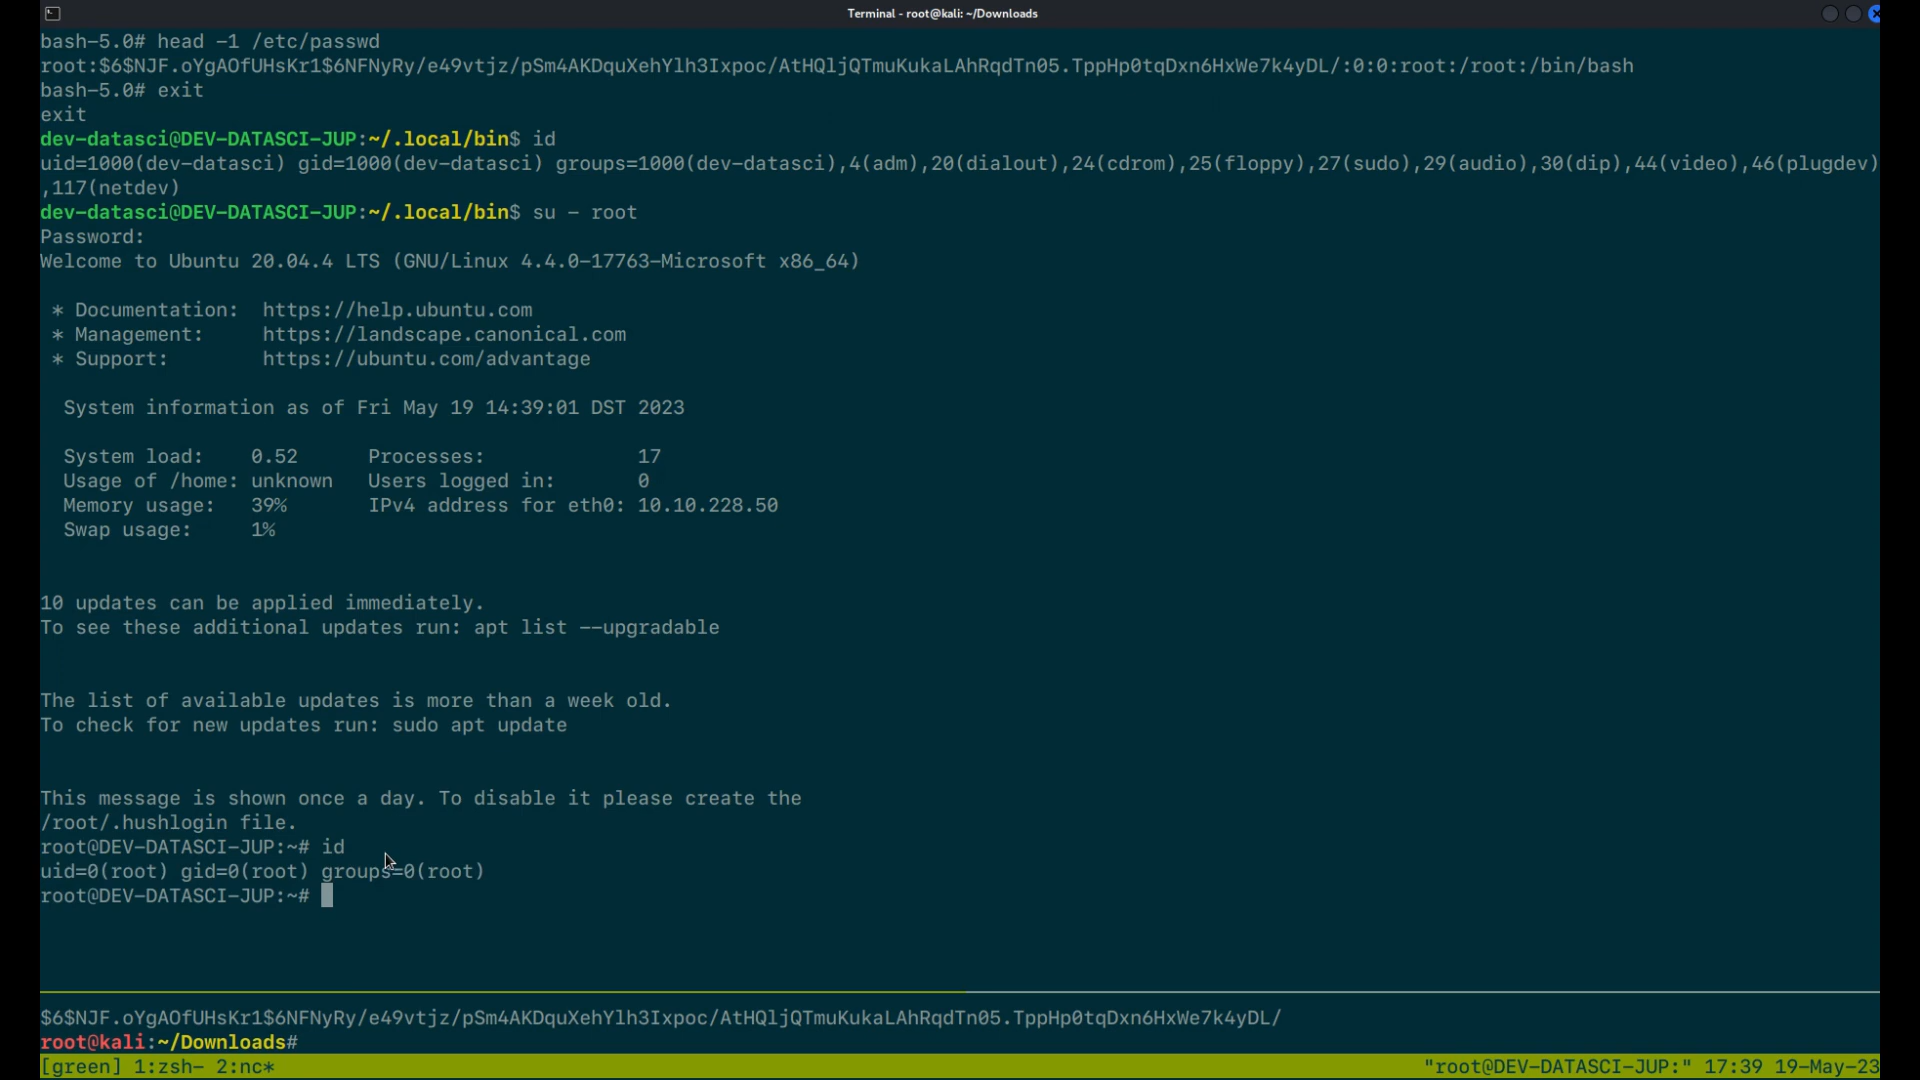 Terminal - root@kali: ~/Downloads
bash-5.0# head -1 /etc/passwd
root:$6$NJF.oYgAOfUHsKr1$6NFNyRy/e49vtjz/pSm4AKDquXehYlh3Ixpoc/AtHQljQTmuKukaLAhRqdTn05.TppHp0tqDxn6HxWe7k4yDL/:0:0:root:/root:/bin/bash
bash-5.0# exit
exit
dev-datasci@DEV-DATASCI-JUP:~/.local/bin$ id
uid=1000(dev-datasci) gid=1000(dev-datasci) groups=1000(dev-datasci),4(adm),20(dialout),24(cdrom),25(floppy),27(sudo),29(audio),30(dip),44(video),46(plugdev)
,117(netdev)
dev-datasci@DEV-DATASCI-JUP:~/.local/bin$ su - root
Password:
Welcome to Ubuntu 20.04.4 LTS (GNU/Linux 4.4.0-17763-Microsoft x86_64)
* Documentation:  https://help.ubuntu.com
* Management:     https://landscape.canonical.com
* Support:        https://ubuntu.com/advantage
System information as of Fri May 19 14:39:01 DST 2023
System load:    0.52      Processes:             17
Usage of /home: unknown   Users logged in:       0
Memory usage:   39%       IPv4 address for eth0: 10.10.228.50
Swap usage:     1%
10 updates can be applied immediately.
To see these additional updates run: apt list --upgradable
The list of available updates is more than a week old.
To check for new updates run: sudo apt update
This message is shown once a day. To disable it please create the
/root/.hushlogin file.
root@DEV-DATASCI-JUP:~# id
uid=0(root) gid=0(root) groups=0(root)
root@DEV-DATASCI-JUP:~#
$6$NJF.oYgAOfUHsKr1$6NFNyRy/e49vtjz/pSm4AKDquXehYlh3Ixpoc/AtHQljQTmuKukaLAhRqdTn05.TppHp0tqDxn6HxWe7k4yDL/
root@kali:~/Downloads#
[green] 1:zsh- 2:nc* "root@DEV-DATASCI-JUP:" 17:39 19-May-23